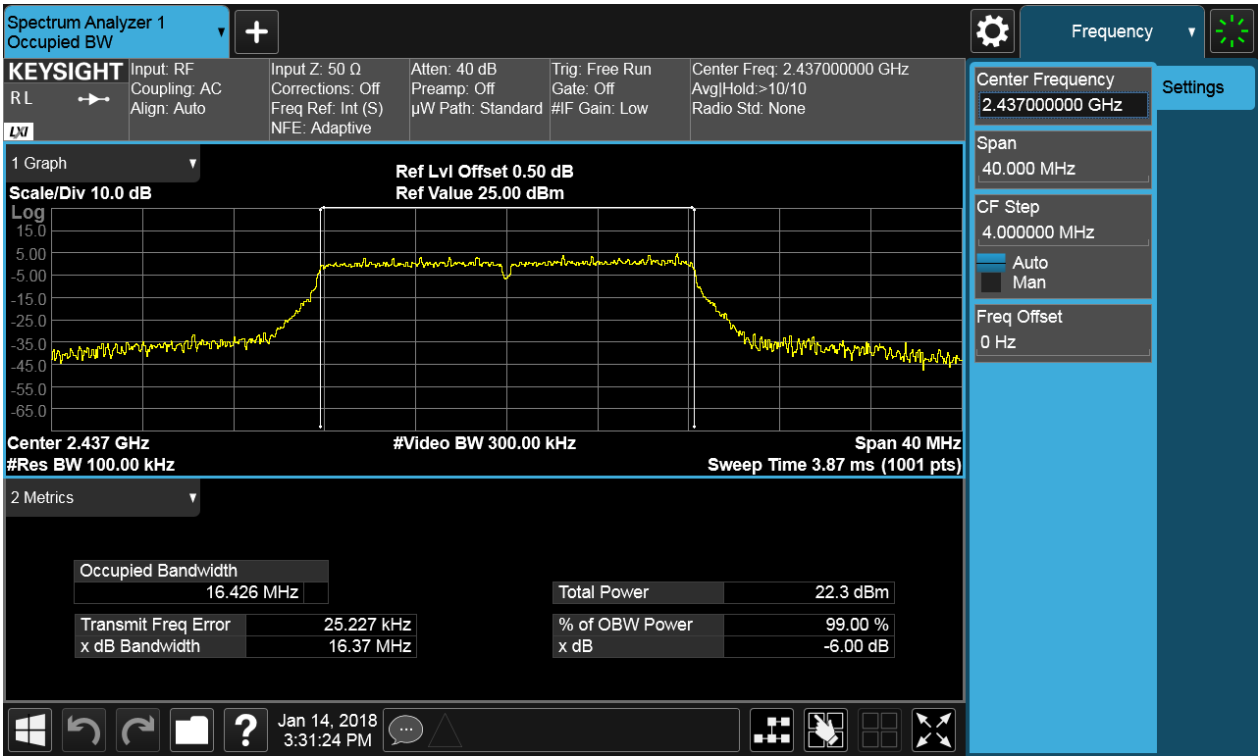 Spectrum Analyzer 1
Occupied BW
+
Frequency
KEYSIGHT
R L
LXI
Input: RF
Coupling: AC
Align: Auto
Input Z: 50 Ω
Corrections: Off
Freq Ref: Int (S)
NFE: Adaptive
Atten: 40 dB
Preamp: Off
µW Path: Standard
Trig: Free Run
Gate: Off
#IF Gain: Low
Center Freq: 2.437000000 GHz
Avg|Hold:>10/10
Radio Std: None
1 Graph
Scale/Div 10.0 dB
Ref Lvl Offset 0.50 dB
Ref Value 25.00 dBm
Log
15.0
5.00
-5.00
-15.0
-25.0
-35.0
-45.0
-55.0
-65.0
Center 2.437 GHz
#Video BW 300.00 kHz
Span 40 MHz
#Res BW 100.00 kHz
Sweep Time 3.87 ms (1001 pts)
2 Metrics
Occupied Bandwidth
16.426 MHz
Total Power 22.3 dBm
Transmit Freq Error 25.227 kHz
% of OBW Power 99.00 %
x dB Bandwidth 16.37 MHz
x dB -6.00 dB
Center Frequency
2.437000000 GHz
Settings
Span
40.000 MHz
CF Step
4.000000 MHz
Auto
Man
Freq Offset
0 Hz
?
Jan 14, 2018
3:31:24 PM